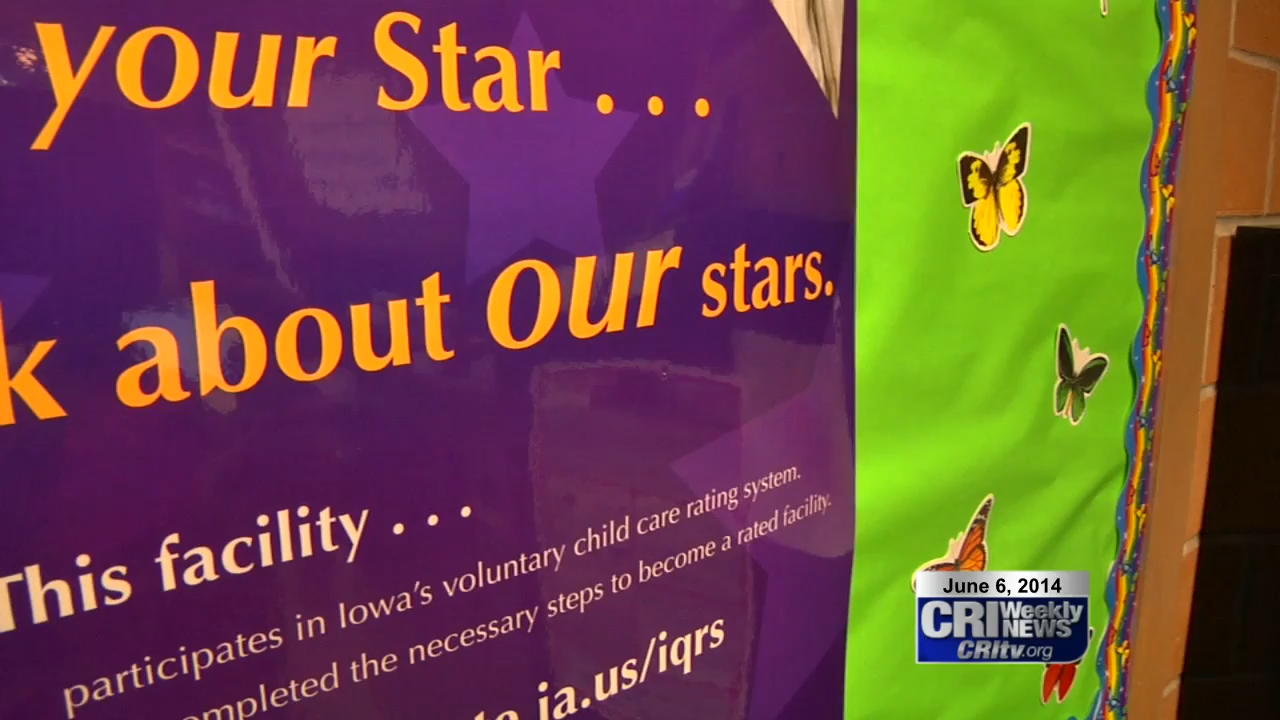 your Star . . .
k about our stars.
This facility . . .
participates in Iowa's voluntary child care rating system.
ompleted the necessary steps to become a rated facility.
ia.us/iqrs
June 6, 2014
CRI Weekly NEWS
CRItv.org